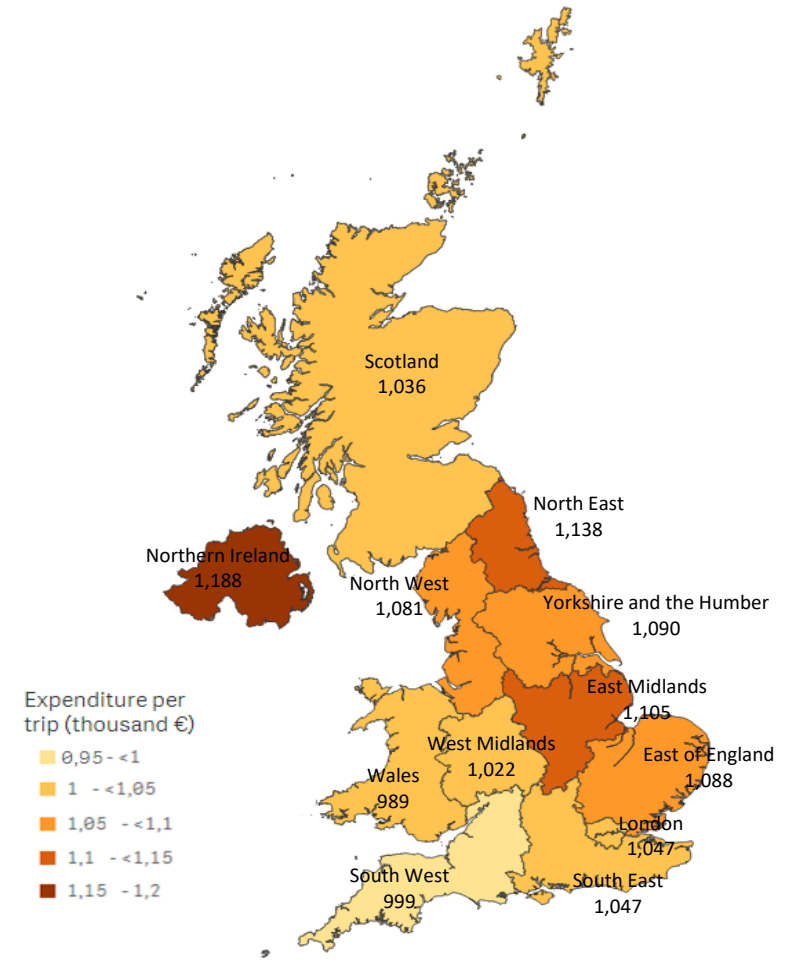 Scotland
1,036
North East
1,138
Northern Ireland
1,188
North West
1,081
Yorkshire and the Humber
1,090
East Midlands
1,105
West Midlands
1,022
East of England
1,088
Wales
989
London
1,047
South West
999
South East
1,047
Expenditure per
trip (thousand €)
0,95 - <1
1 - <1,05
1,05 - <1,1
1,1 - <1,15
1,15 - 1,2